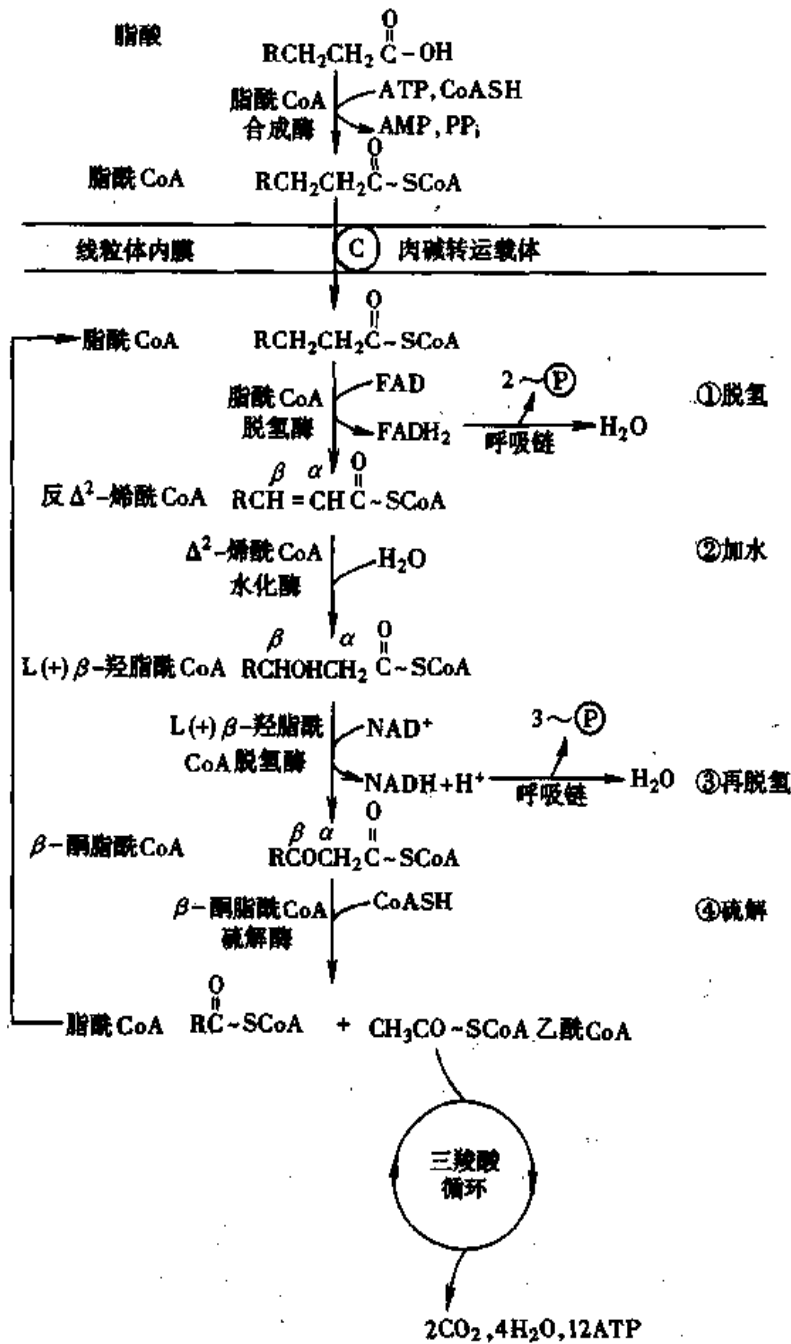 脂酸
O
RCH₂CH₂C-OH
脂酰CoA
合成酶
ATP,CoASH
AMP,PPᵢ
脂酰CoA
O
RCH₂CH₂C~SCoA
线粒体内膜 C 肉碱转运载体
脂酰CoA
O
RCH₂CH₂C~SCoA
脂酰CoA
脱氢酶
FAD
FADH₂
2~P
呼吸链
H₂O
①脱氢
反Δ²-烯酰CoA
β α O
RCH=CHC~SCoA
Δ²-烯酰CoA
水化酶
H₂O
②加水
L(+)β-羟脂酰CoA
β α O
RCHOHCH₂C~SCoA
L(+)β-羟脂酰
CoA脱氢酶
NAD⁺
NADH+H⁺
3~P
呼吸链
H₂O
③再脱氢
β-酮脂酰CoA
β α O
RCOCH₂C~SCoA
β-酮脂酰CoA
硫解酶
CoASH
④硫解
脂酰CoA
O
RC~SCoA + CH₃CO~SCoA 乙酰CoA
三羧酸
循环
2CO₂,4H₂O,12ATP